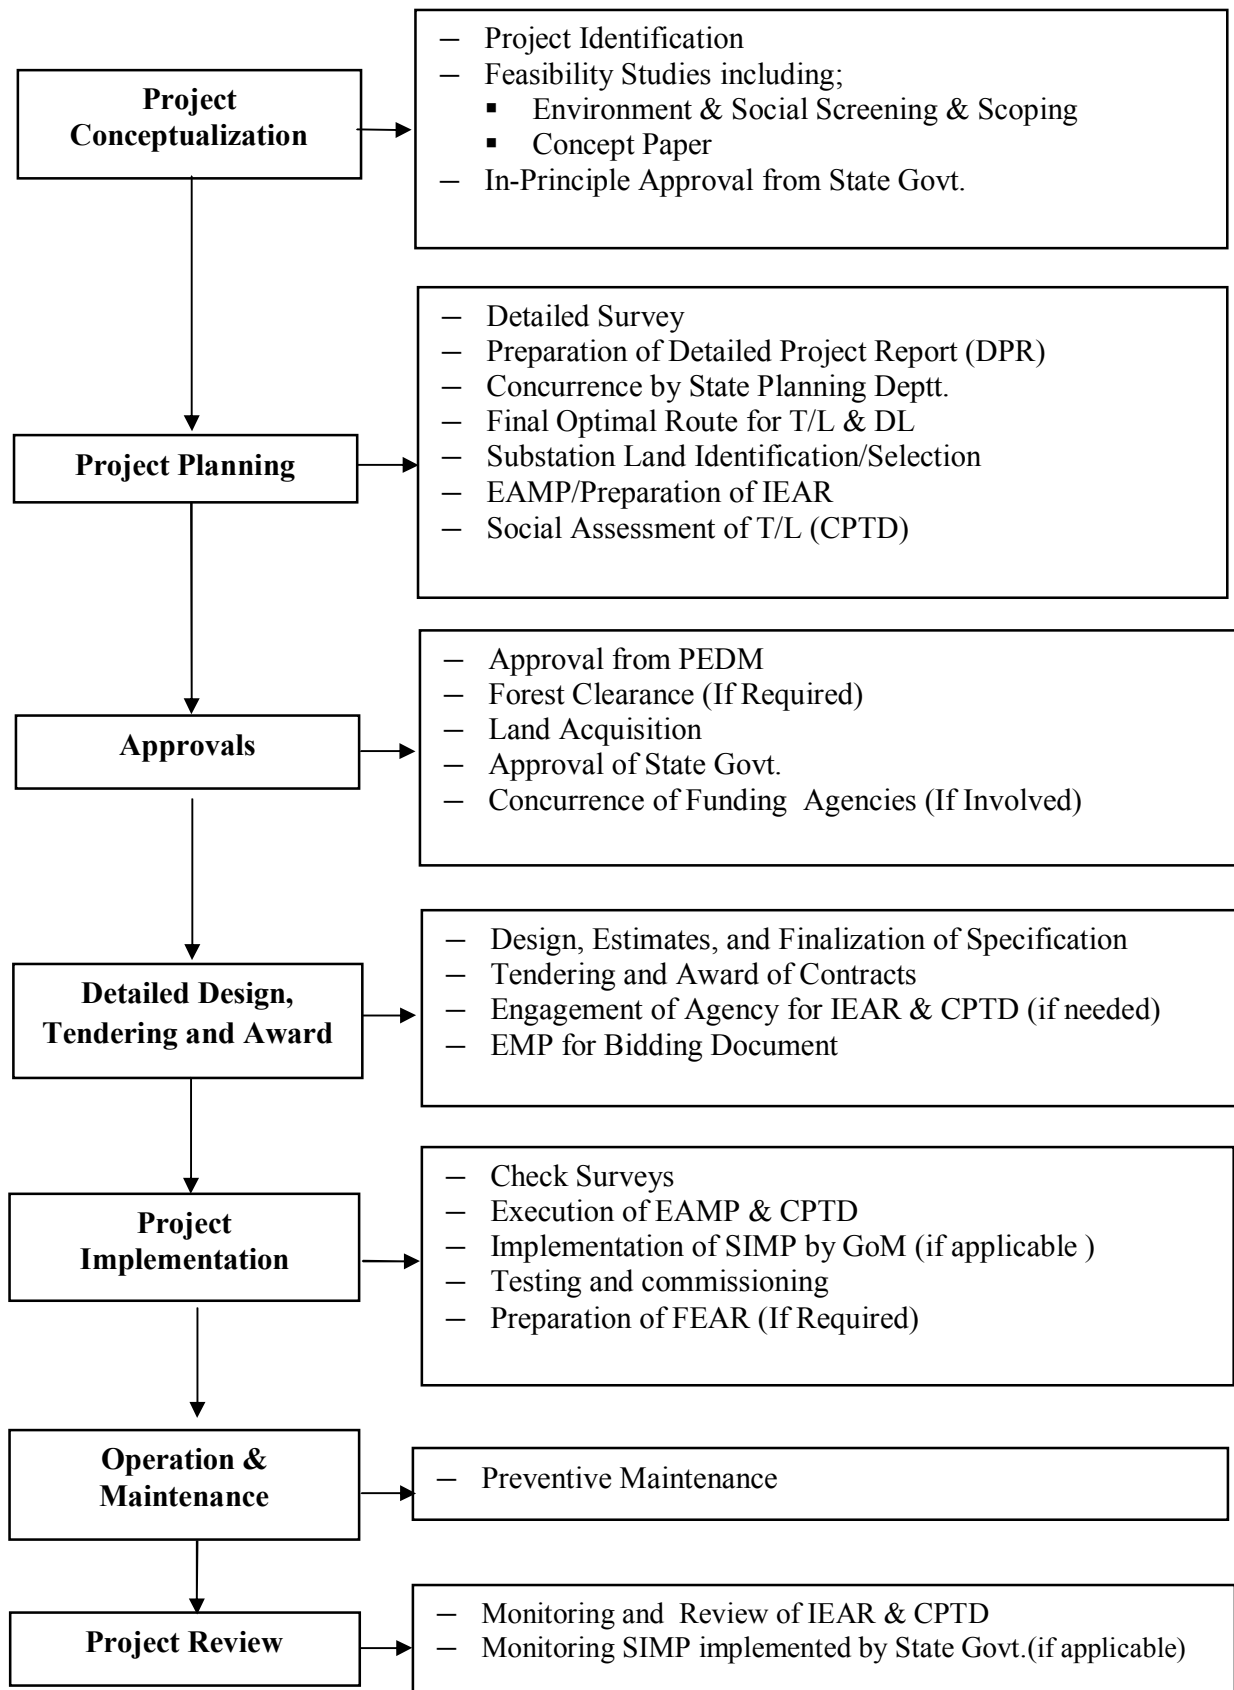 Project
Conceptualization
— Project Identification
— Feasibility Studies including;
▪ Environment & Social Screening & Scoping
▪ Concept Paper
— In-Principle Approval from State Govt.
Project Planning
— Detailed Survey
— Preparation of Detailed Project Report (DPR)
— Concurrence by State Planning Deptt.
— Final Optimal Route for T/L & DL
— Substation Land Identification/Selection
— EAMP/Preparation of IEAR
— Social Assessment of T/L (CPTD)
Approvals
— Approval from PEDM
— Forest Clearance (If Required)
— Land Acquisition
— Approval of State Govt.
— Concurrence of Funding Agencies (If Involved)
Detailed Design,
Tendering and Award
— Design, Estimates, and Finalization of Specification
— Tendering and Award of Contracts
— Engagement of Agency for IEAR & CPTD (if needed)
— EMP for Bidding Document
Project
Implementation
— Check Surveys
— Execution of EAMP & CPTD
— Implementation of SIMP by GoM (if applicable )
— Testing and commissioning
— Preparation of FEAR (If Required)
Operation &
Maintenance
— Preventive Maintenance
Project Review
— Monitoring and Review of IEAR & CPTD
— Monitoring SIMP implemented by State Govt.(if applicable)